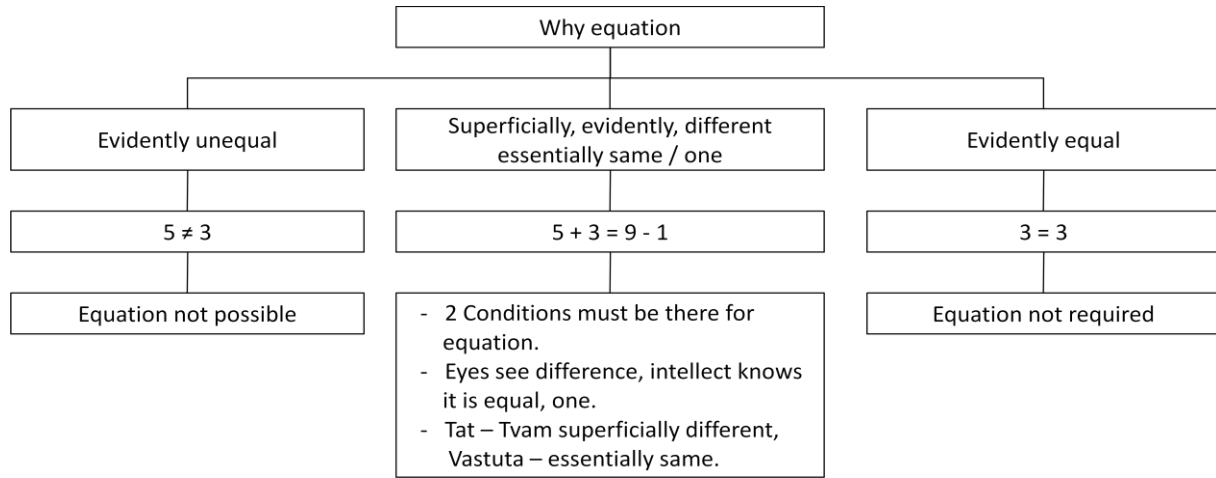 Why equation
Evidently unequal
5 ≠ 3
Equation not possible
Superficially, evidently, different
essentially same / one
5 + 3 = 9 - 1
- 2 Conditions must be there for
equation.
- Eyes see difference, intellect knows
it is equal, one.
- Tat – Tvam superficially different,
Vastuta – essentially same.
Evidently equal
3 = 3
Equation not required